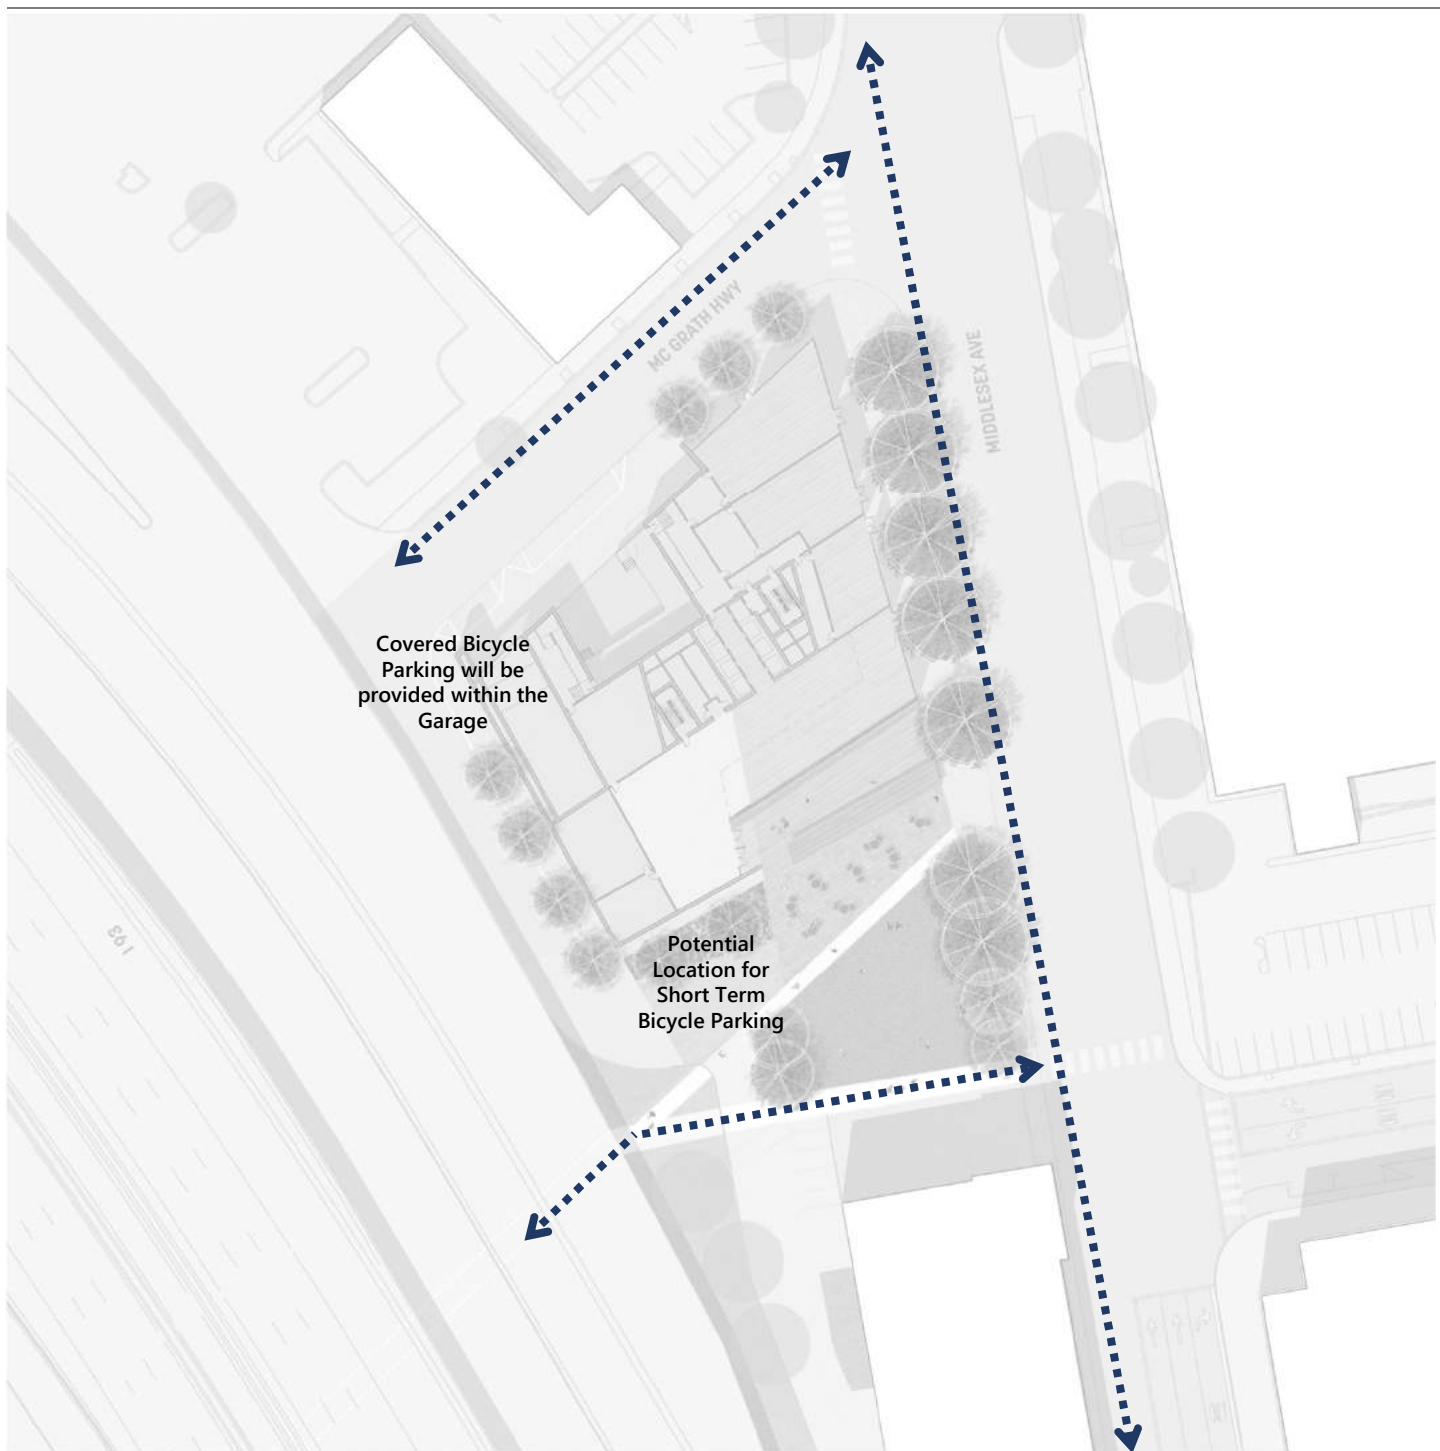 MC GRATH HWY
MIDDLESEX AVE
Covered Bicycle
Parking will be
provided within the
Garage
I 93
Potential
Location for
Short Term
Bicycle Parking